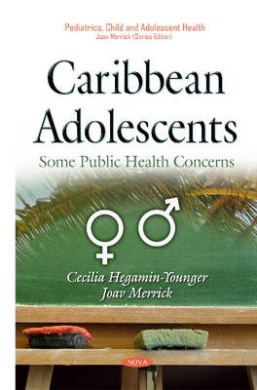 Pediatrics, Child and Adolescent Health
Joav Merrick (Series Editor)
Caribbean
Adolescents
Some Public Health Concerns
Cecilia Hegamin-Younger
Joav Merrick
NOVA